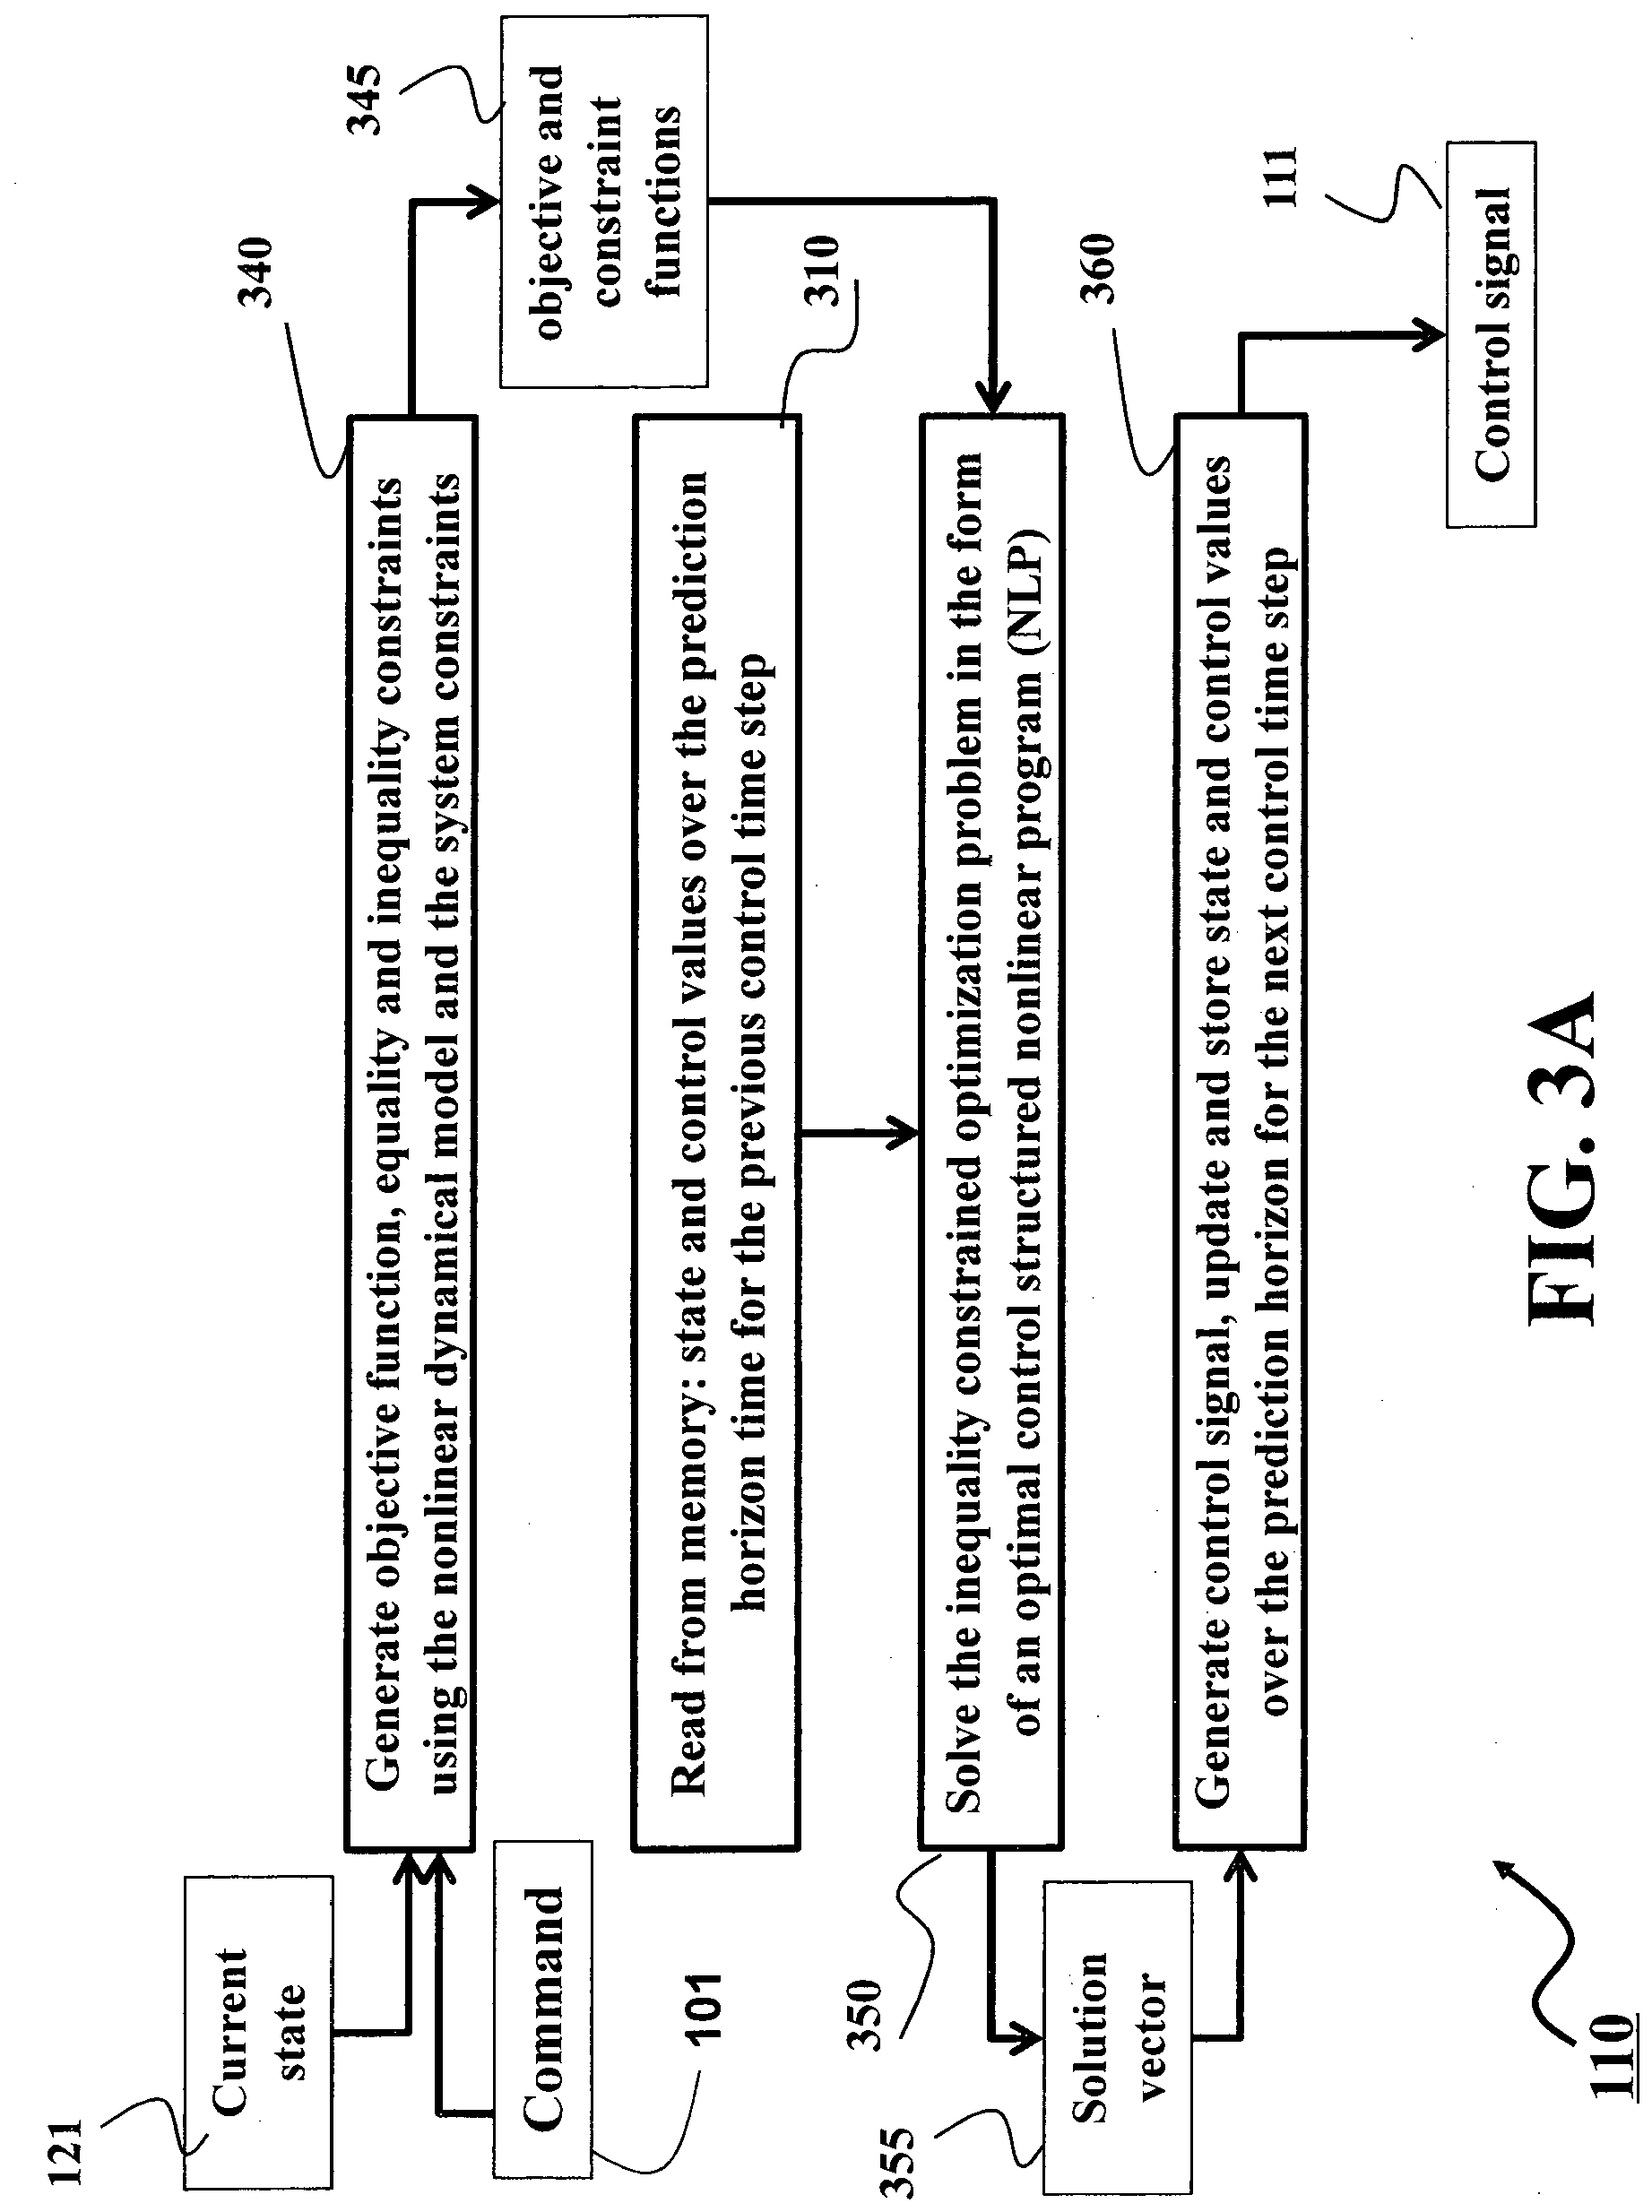 121
Current
state
340
Generate objective function, equality and inequality constraints
using the nonlinear dynamical model and the system constraints
345
objective and
constraint
functions
Command
101
310
Read from memory: state and control values over the prediction
horizon time for the previous control time step
350
Solve the inequality constrained optimization problem in the form
of an optimal control structured nonlinear program (NLP)
355
Solution
vector
360
Generate control signal, update and store state and control values
over the prediction horizon for the next control time step
111
Control signal
110
FIG. 3A